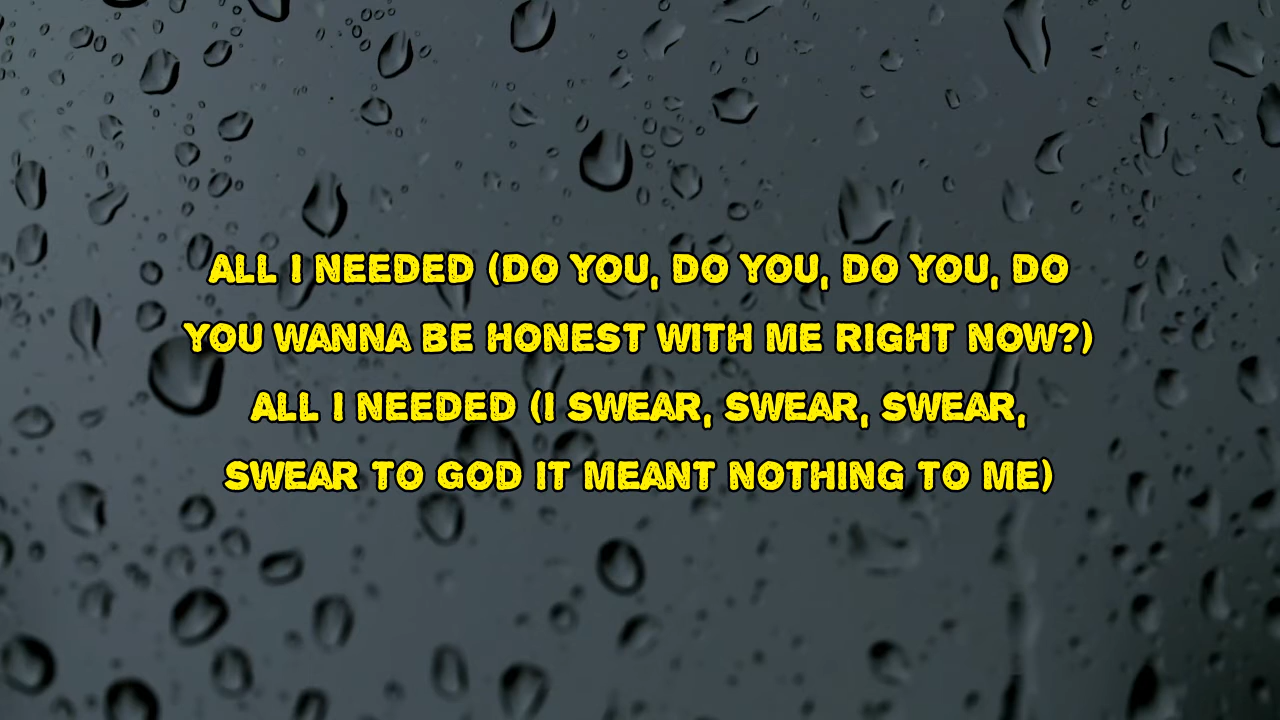 ALL I NEEDED (DO YOU, DO YOU, DO YOU, DO
YOU WANNA BE HONEST WITH ME RIGHT NOW?)
ALL I NEEDED (I SWEAR, SWEAR, SWEAR,
SWEAR TO GOD IT MEANT NOTHING TO ME)